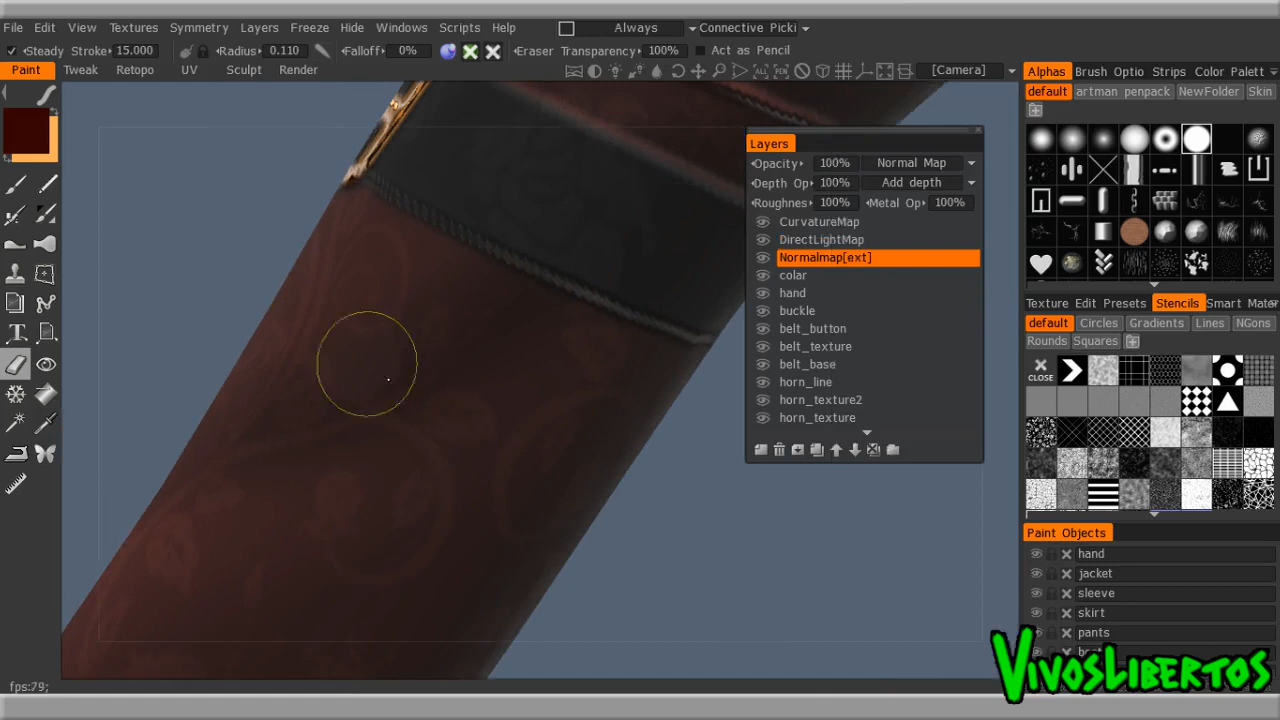 File Edit View Textures Symmetry Layers Freeze Hide Windows Scripts Help Always Connective Picki
Steady Stroke 15.000 Radius 0.110 Falloff 0% Eraser Transparency 100% Act as Pencil
Paint Tweak Retopo UV Sculpt Render [Camera]
Alphas Brush Optio Strips Color Palett
default artman penpack NewFolder Skin
Layers
Opacity 100% Normal Map
Depth Op 100% Add depth
Roughness 100% Metal Op 100%
CurvatureMap
DirectLightMap
Normalmap[ext]
colar
hand
buckle
belt_button
belt_texture
belt_base
horn_line
horn_texture2
horn_texture
Texture Edit Presets Stencils Smart Mate
default Circles Gradients Lines NGons
Rounds Squares
CLOSE
Paint Objects
hand
jacket
sleeve
skirt
pants
VivosLibertos
fps:79;